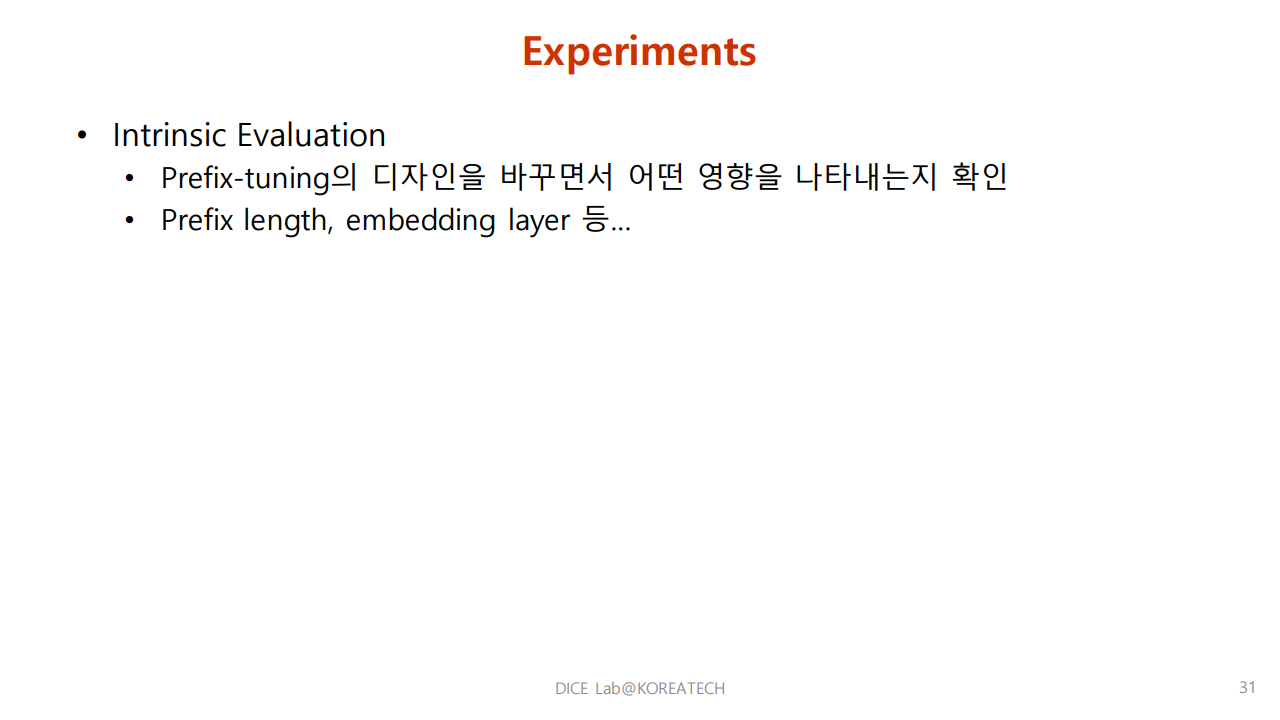 Experiments
• Intrinsic Evaluation
• Prefix-tuning의 디자인을 바꾸면서 어떤 영향을 나타내는지 확인
• Prefix length, embedding layer 등...
DICE Lab@KOREATECH
31